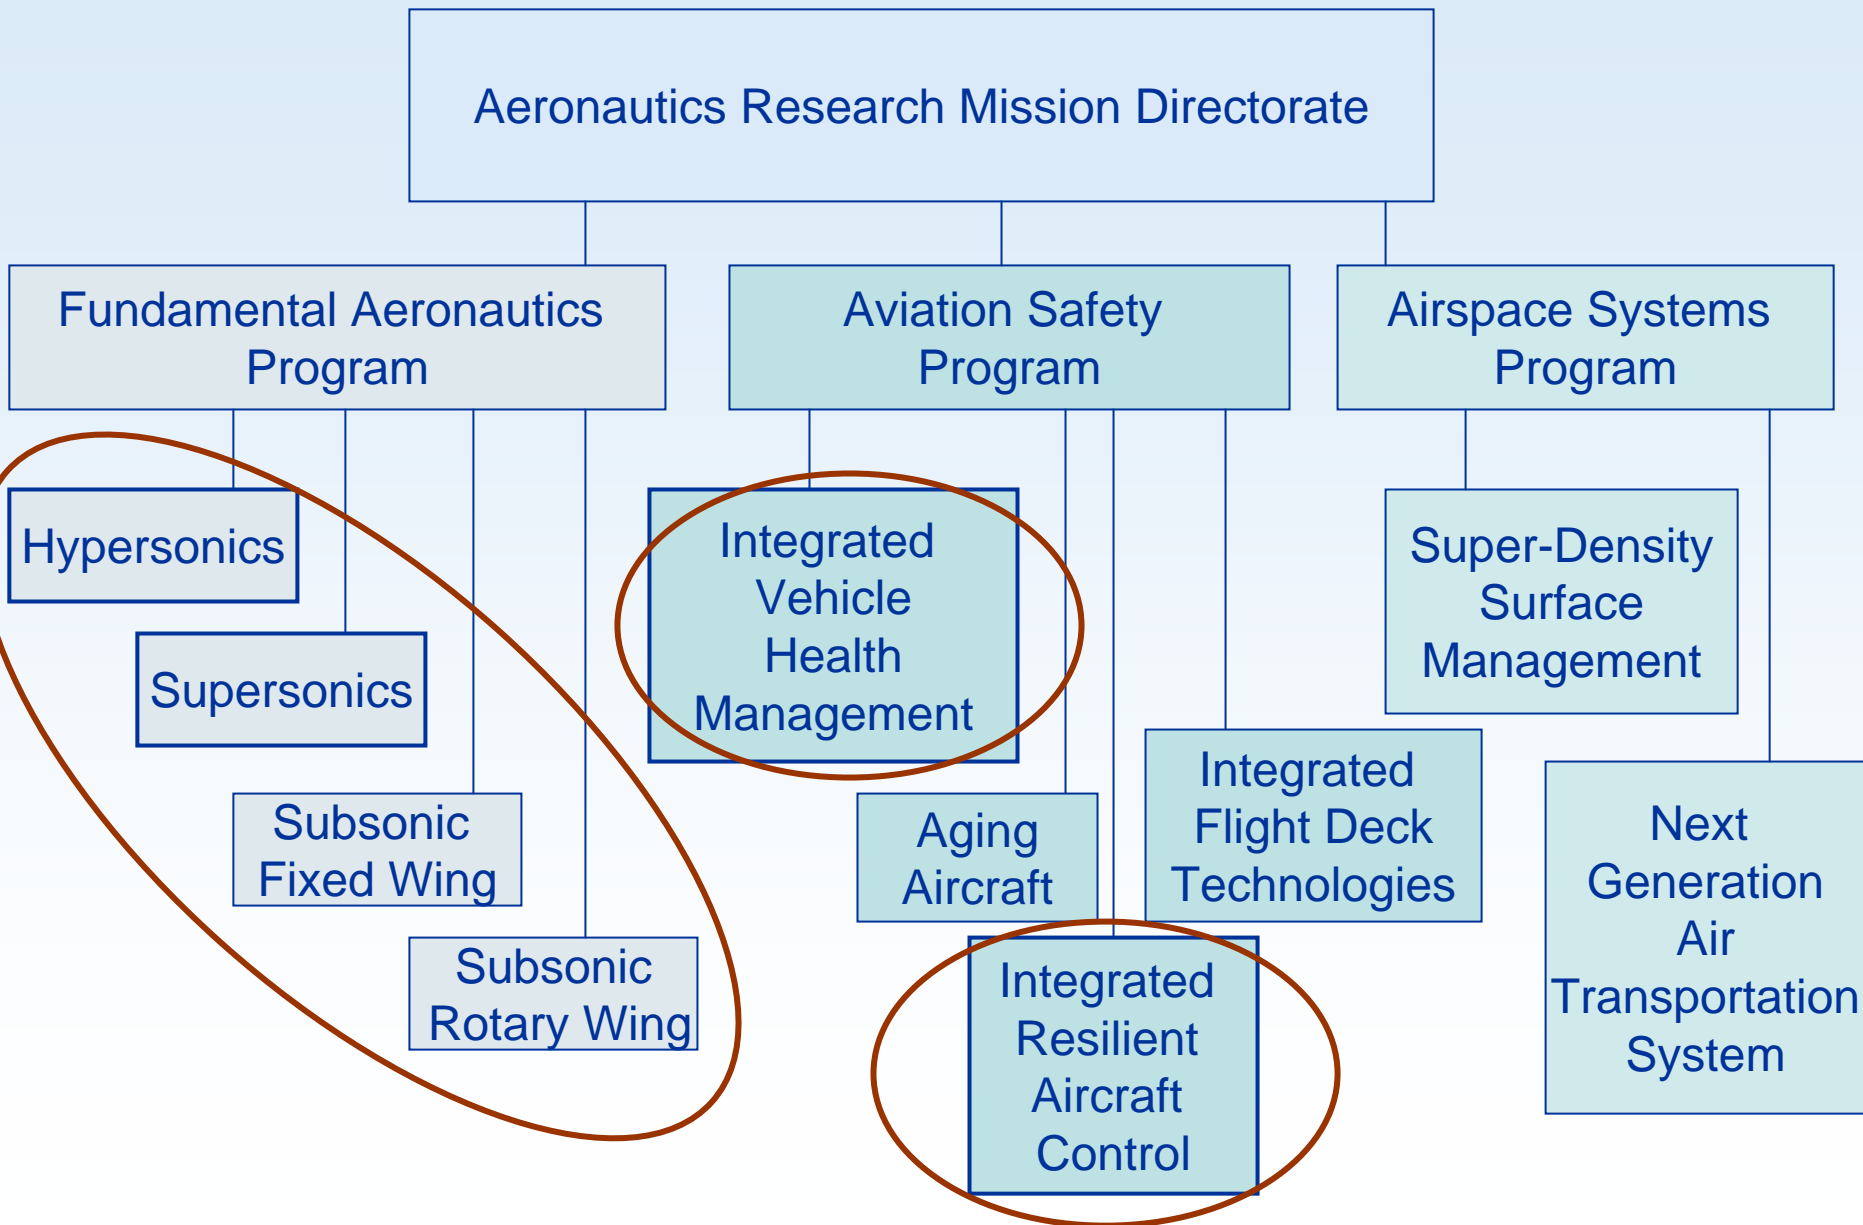 Aeronautics Research Mission Directorate
Fundamental Aeronautics
Program
Aviation Safety
Program
Airspace Systems
Program
Hypersonics
Supersonics
Subsonic
Fixed Wing
Subsonic
Rotary Wing
Integrated
Vehicle
Health
Management
Aging
Aircraft
Integrated
Resilient
Aircraft
Control
Integrated
Flight Deck
Technologies
Super-Density
Surface
Management
Next
Generation
Air
Transportation
System